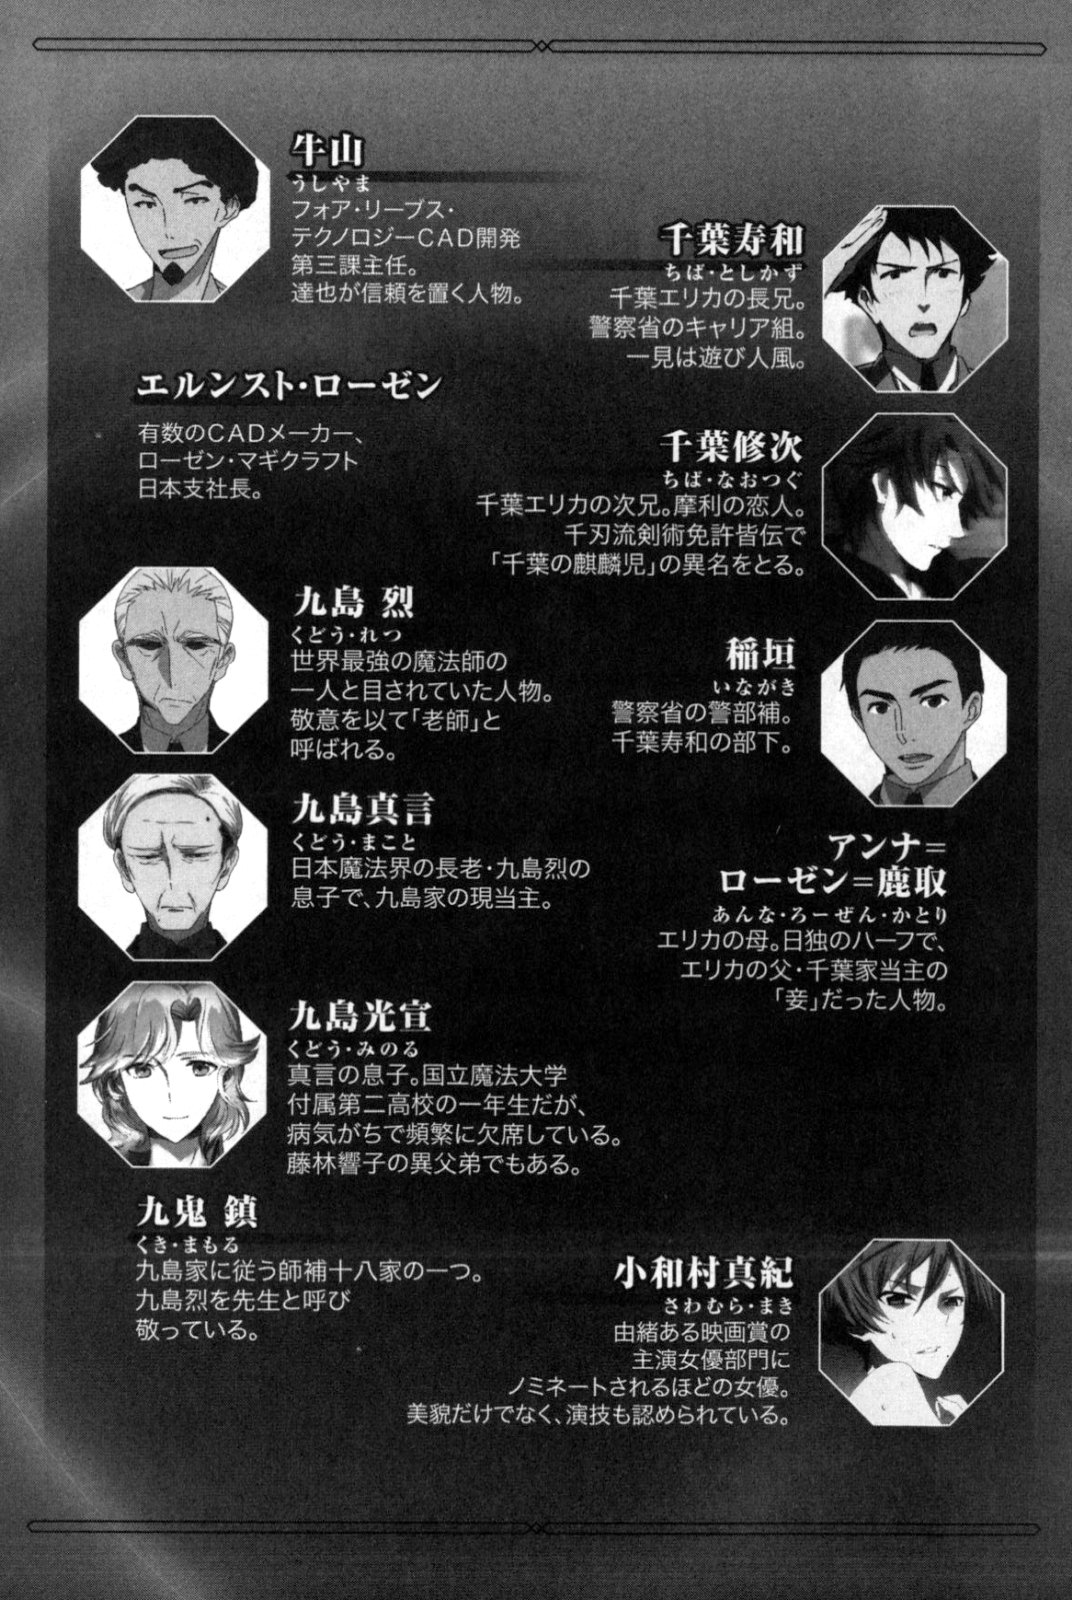 牛山
うしやま
フォア・リーブス・
テクノロジーCAD開発
第三課主任。
達也が信頼を置く人物。
エルンスト・ローゼン
有数のCADメーカー、
ローゼン・マギクラフト
日本支社長。
九島 烈
くどう・れつ
世界最強の魔法師の
一人と目されていた人物。
敬意を以て「老師」と
呼ばれる。
九島真言
くどう・まこと
日本魔法界の長老・九島烈の
息子で、九島家の現当主。
九島光宣
くどう・みのる
真言の息子。国立魔法大学
付属第二高校の一年生だが、
病気がちで頻繁に欠席している。
藤林響子の異父弟でもある。
九鬼 鎮
くき・まもる
九島家に従う師補十八家の一つ。
九島烈を先生と呼び
敬っている。
千葉寿和
ちば・としかず
千葉エリカの長兄。
警察省のキャリア組。
一見は遊び人風。
千葉修次
ちば・なおつぐ
千葉エリカの次兄。摩利の恋人。
千刃流剣術免許皆伝で
「千葉の麒麟児」の異名をとる。
稲垣
いながき
警察省の警部補。
千葉寿和の部下。
アンナ＝
ローゼン＝鹿取
あんな・ろーぜん・かとり
エリカの母。日独のハーフで、
エリカの父・千葉家当主の
「妾」だった人物。
小和村真紀
さわむら・まき
由緒ある映画賞の
主演女優部門に
ノミネートされるほどの女優。
美貌だけでなく、演技も認められている。